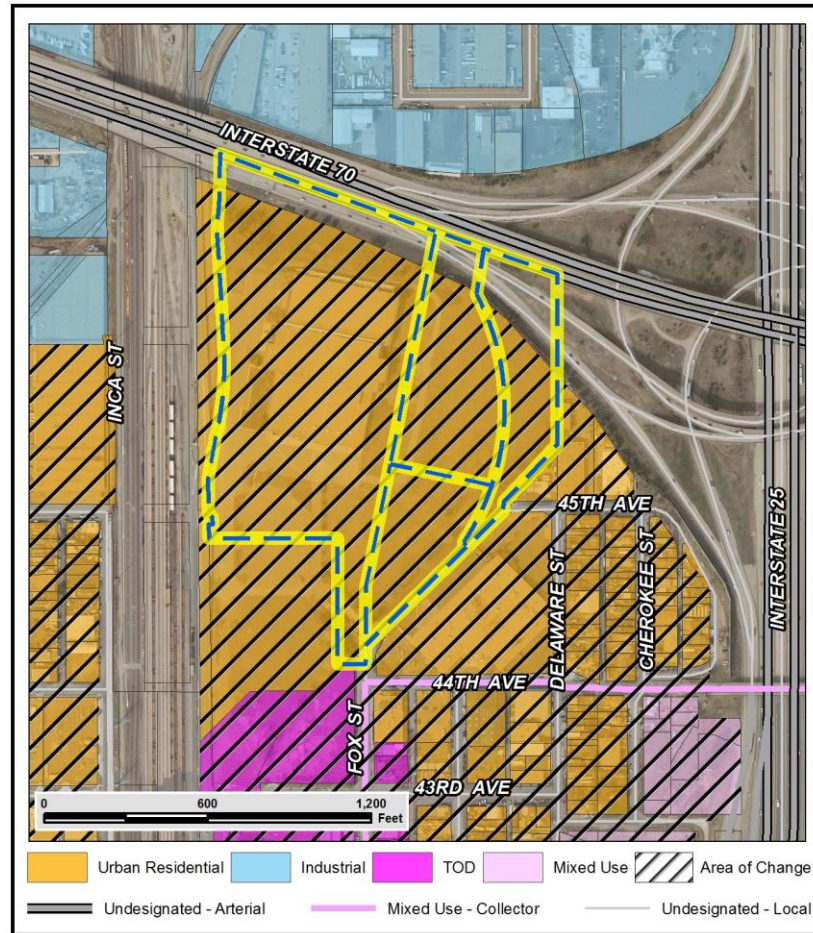 INTERSTATE 70
INCA ST
INTERSTATE 25
45TH AVE
DELAWARE ST
CHEROKEE ST
44TH AVE
FOX ST
43RD AVE
0 600 1,200
Feet
Urban Residential Industrial TOD Mixed Use Area of Change
Undesignated - Arterial Mixed Use - Collector Undesignated - Local